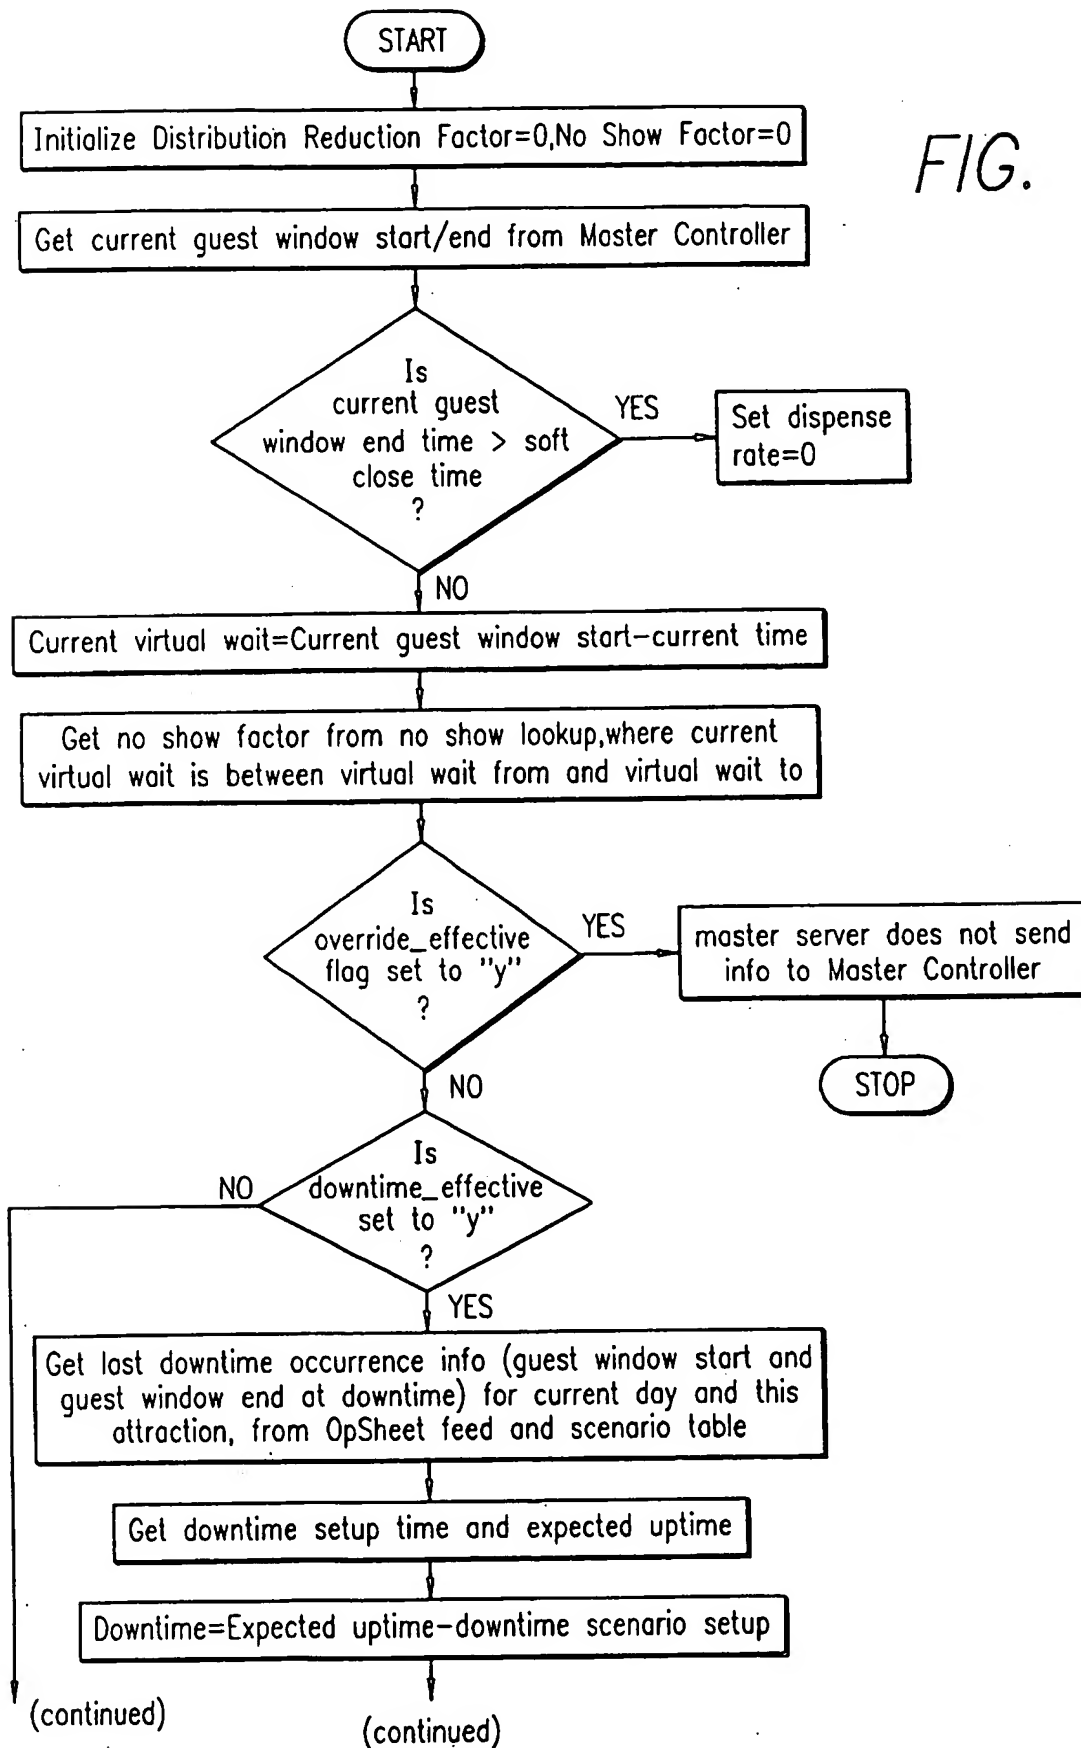 START
Initialize Distribution Reduction Factor=0,No Show Factor=0
FIG.
Get current guest window start/end from Master Controller
Is
current guest
window end time > soft
close time
?
YES
Set dispense
rate=0
NO
Current virtual wait=Current guest window start-current time
Get no show factor from no show lookup,where current
virtual wait is between virtual wait from and virtual wait to
Is
override_effective
flag set to "y"
?
YES
master server does not send
info to Master Controller
STOP
NO
Is
downtime_effective
set to "y"
?
NO
YES
Get last downtime occurrence info (guest window start and
guest window end at downtime) for current day and this
attraction, from OpSheet feed and scenario table
Get downtime setup time and expected uptime
Downtime=Expected uptime-downtime scenario setup
(continued)
(continued)